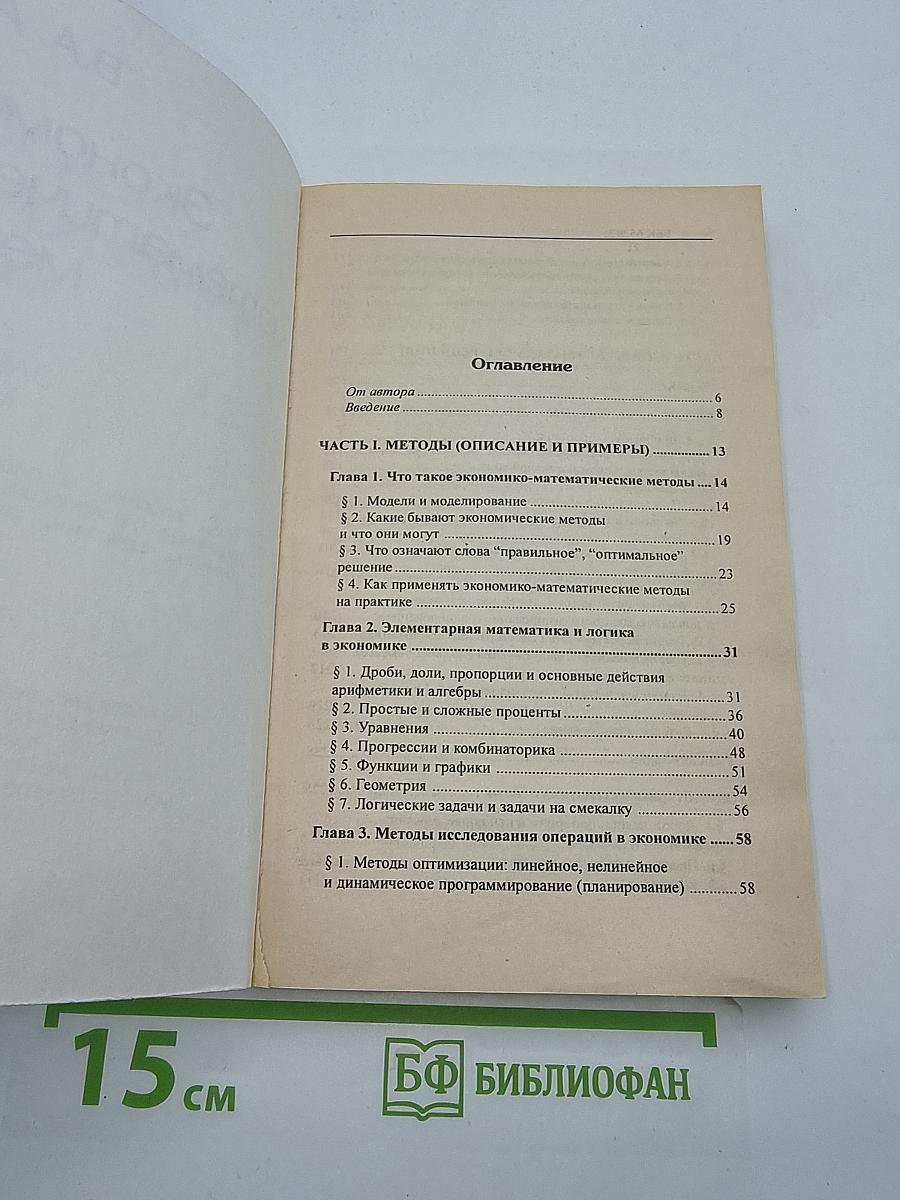 Оглавление
От автора ........ 6
Введение ........ 8
ЧАСТЬ I. МЕТОДЫ (ОПИСАНИЕ И ПРИМЕРЫ) ........ 13
Глава 1. Что такое экономико-математические методы .... 14
§ 1. Модели и моделирование ........ 14
§ 2. Какие бывают экономические методы
и что они могут ........ 19
§ 3. Что означают слова “правильное”, “оптимальное”
решение ........ 23
§ 4. Как применять экономико-математические методы
на практике ........ 25
Глава 2. Элементарная математика и логика
в экономике ........ 31
§ 1. Дроби, доли, пропорции и основные действия
арифметики и алгебры ........ 31
§ 2. Простые и сложные проценты ........ 36
§ 3. Уравнения ........ 40
§ 4. Прогрессии и комбинаторика ........ 48
§ 5. Функции и графики ........ 51
§ 6. Геометрия ........ 54
§ 7. Логические задачи и задачи на смекалку ........ 56
Глава 3. Методы исследования операций в экономике ...... 58
§ 1. Методы оптимизации: линейное, нелинейное
и динамическое программирование (планирование) ........ 58
15 см
БФ БИБЛИОФАН